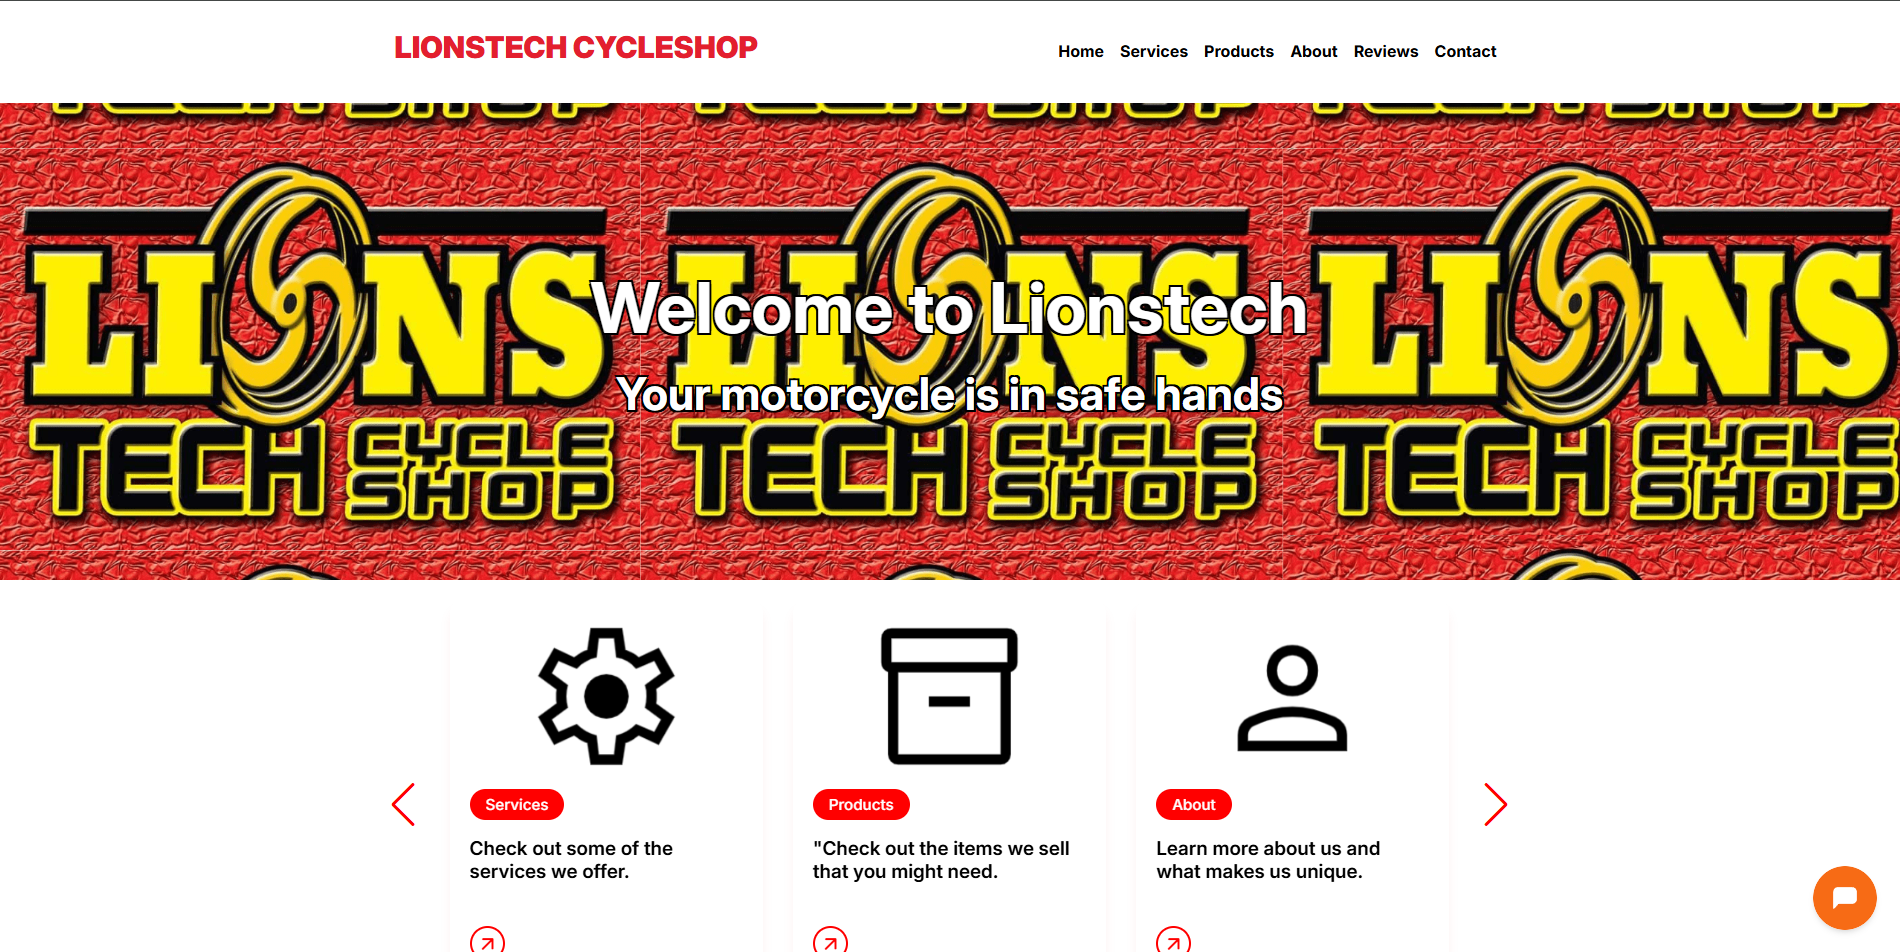 LIONSTECH CYCLESHOP
Home Services Products About Reviews Contact
LIONS LIONS LIONS
Welcome to Lionstech
Your motorcycle is in safe hands
TECH CYCLE SHOP TECH CYCLE SHOP TECH CYCLE SHOP
Services
Check out some of the
services we offer.
Products
"Check out the items we sell
that you might need.
About
Learn more about us and
what makes us unique.